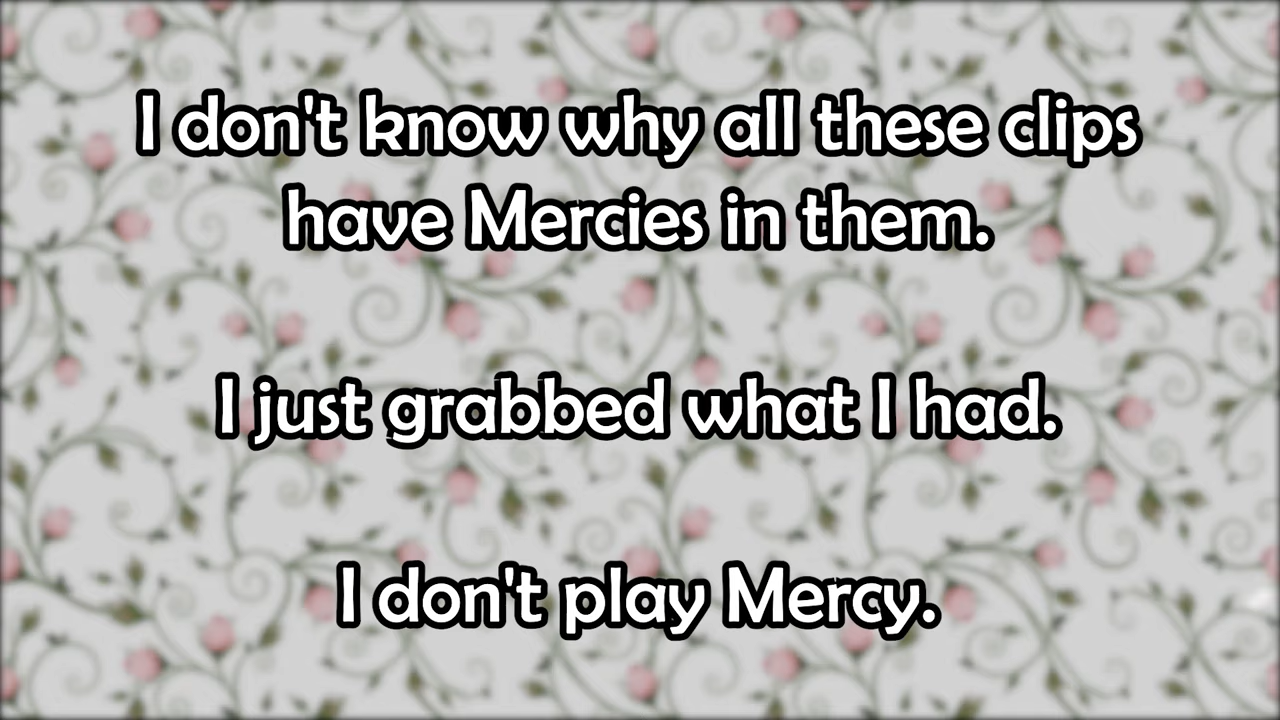 I don't know why all these clips
have Mercies in them.
I just grabbed what I had.
I don't play Mercy.